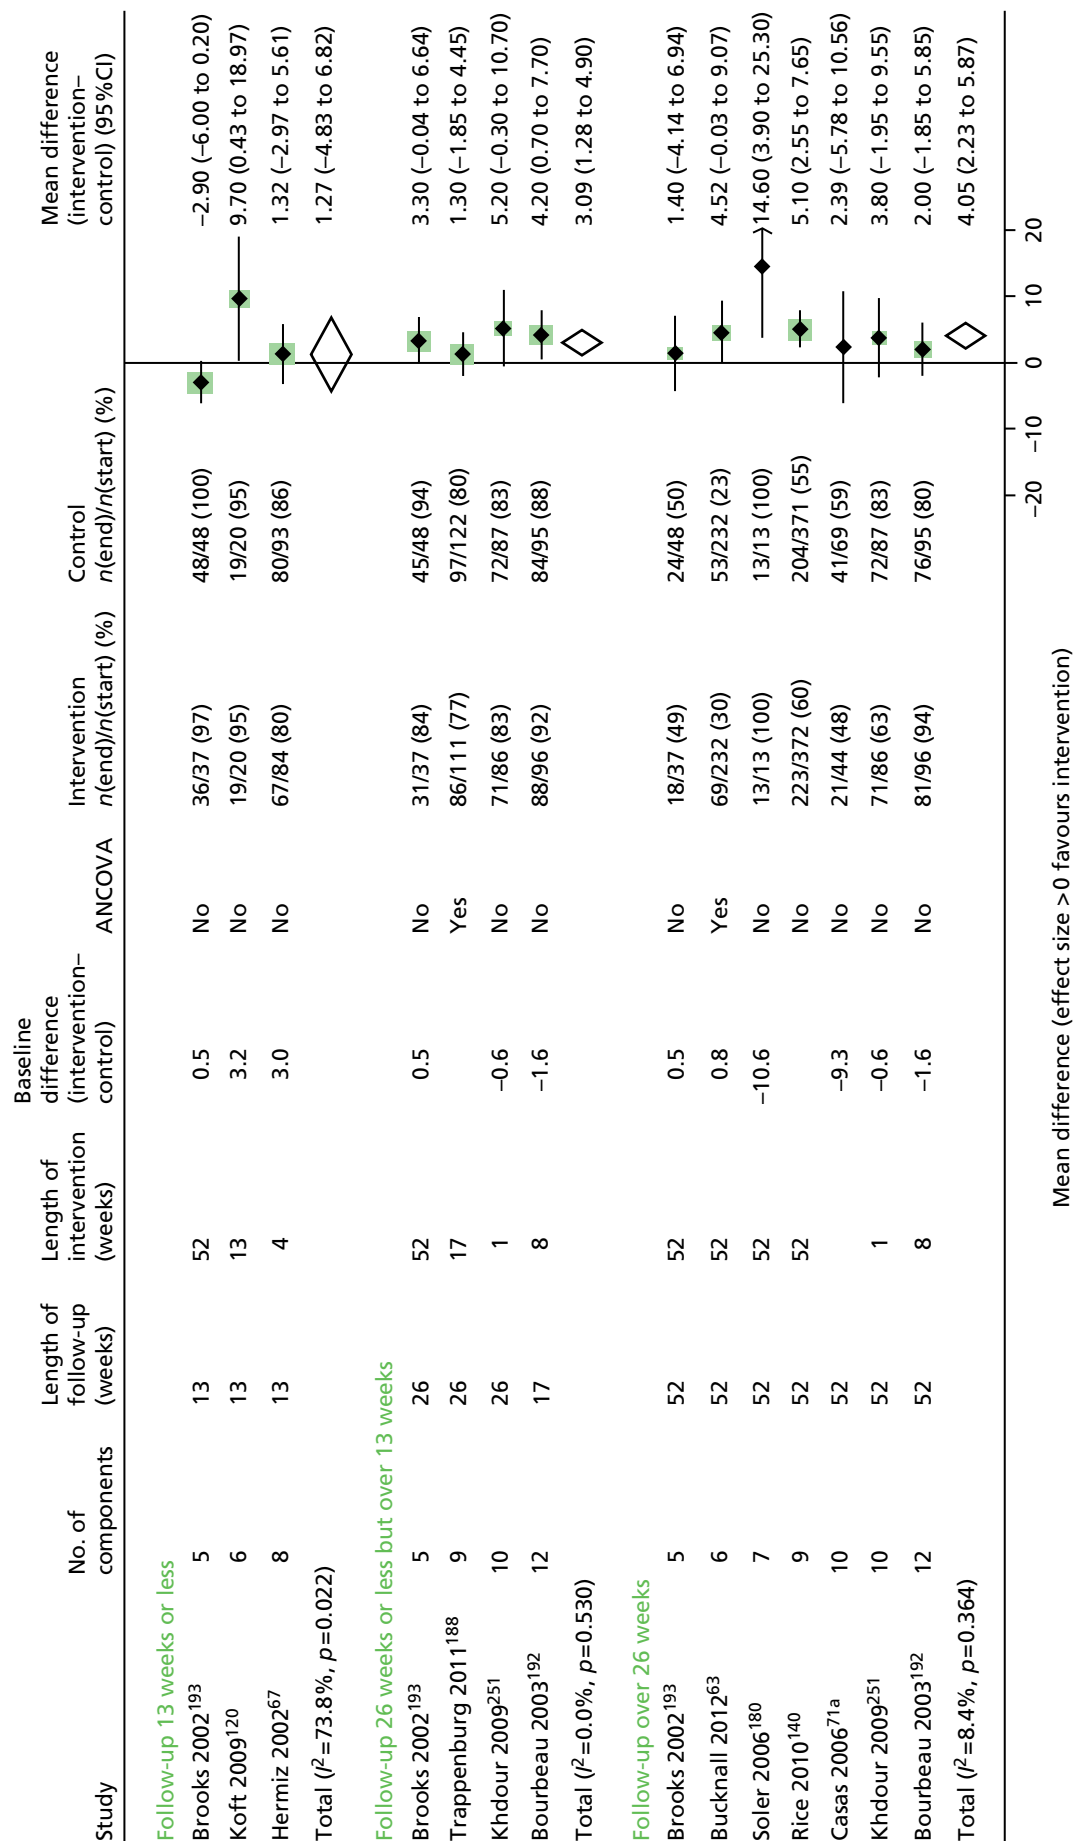 Study No. of components Length of follow-up (weeks) Length of intervention (weeks) Baseline difference (intervention–control) ANCOVA Intervention n(end)/n(start) (%) Control n(end)/n(start) (%) Mean difference (intervention–control) (95%CI)
Follow-up 13 weeks or less
Brooks 2002193 5 13 52 0.5 No 36/37 (97) 48/48 (100) −2.90 (−6.00 to 0.20)
Koft 2009120 6 13 13 3.2 No 19/20 (95) 19/20 (95) 9.70 (0.43 to 18.97)
Hermiz 200267 8 13 4 3.0 No 67/84 (80) 80/93 (86) 1.32 (−2.97 to 5.61)
Total (I2=73.8%, p=0.022) 1.27 (−4.83 to 6.82)
Follow-up 26 weeks or less but over 13 weeks
Brooks 2002193 5 26 52 0.5 No 31/37 (84) 45/48 (94) 3.30 (−0.04 to 6.64)
Trappenburg 2011188 9 26 17 Yes 86/111 (77) 97/122 (80) 1.30 (−1.85 to 4.45)
Khdour 2009251 10 26 1 −0.6 No 71/86 (83) 72/87 (83) 5.20 (−0.30 to 10.70)
Bourbeau 2003192 12 17 8 −1.6 No 88/96 (92) 84/95 (88) 4.20 (0.70 to 7.70)
Total (I2=0.0%, p=0.530) 3.09 (1.28 to 4.90)
Follow-up over 26 weeks
Brooks 2002193 5 52 52 0.5 No 18/37 (49) 24/48 (50) 1.40 (−4.14 to 6.94)
Bucknall 201263 6 52 52 0.8 Yes 69/232 (30) 53/232 (23) 4.52 (−0.03 to 9.07)
Soler 2006180 7 52 52 −10.6 No 13/13 (100) 13/13 (100) 14.60 (3.90 to 25.30)
Rice 2010140 9 52 52 No 223/372 (60) 204/371 (55) 5.10 (2.55 to 7.65)
Casas 200671a 10 52 −9.3 No 21/44 (48) 41/69 (59) 2.39 (−5.78 to 10.56)
Khdour 2009251 10 52 1 −0.6 No 71/86 (63) 72/87 (83) 3.80 (−1.95 to 9.55)
Bourbeau 2003192 12 52 8 −1.6 No 81/96 (94) 76/95 (80) 2.00 (−1.85 to 5.85)
Total (I2=8.4%, p=0.364) 4.05 (2.23 to 5.87)
−20 −10 0 10 20
Mean difference (effect size >0 favours intervention)